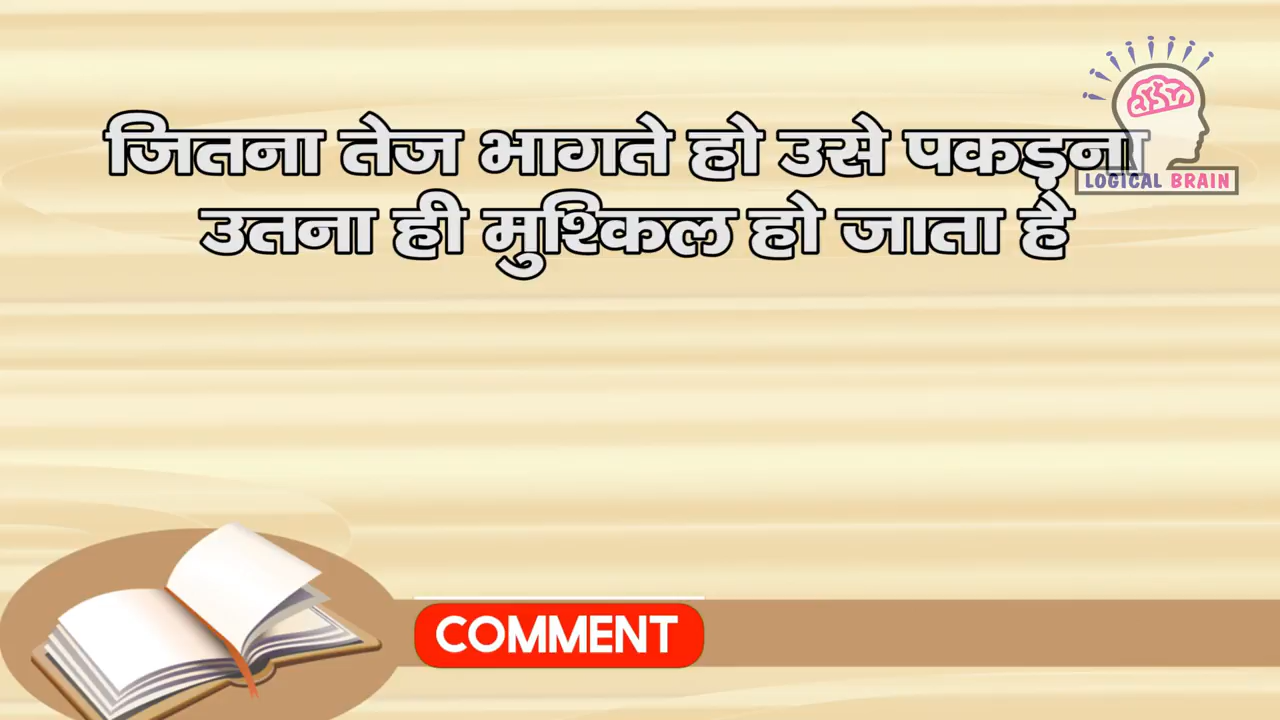 जितना तेज भागते हो उसे पकड़ना
उतना ही मुश्किल हो जाता है
LOGICAL BRAIN
COMMENT